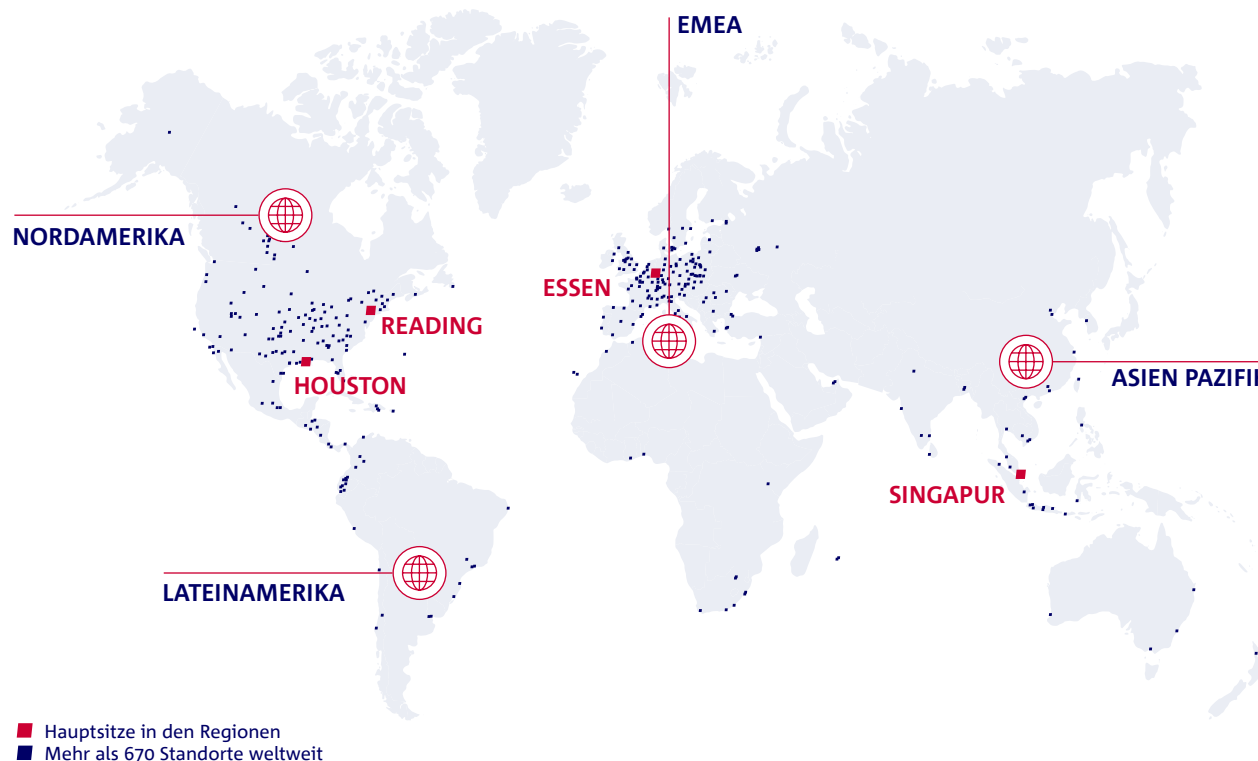 EMEA
NORDAMERIKA
ESSEN
READING
HOUSTON
ASIEN PAZIFI
SINGAPUR
LATEINAMERIKA
Hauptsitze in den Regionen
Mehr als 670 Standorte weltweit